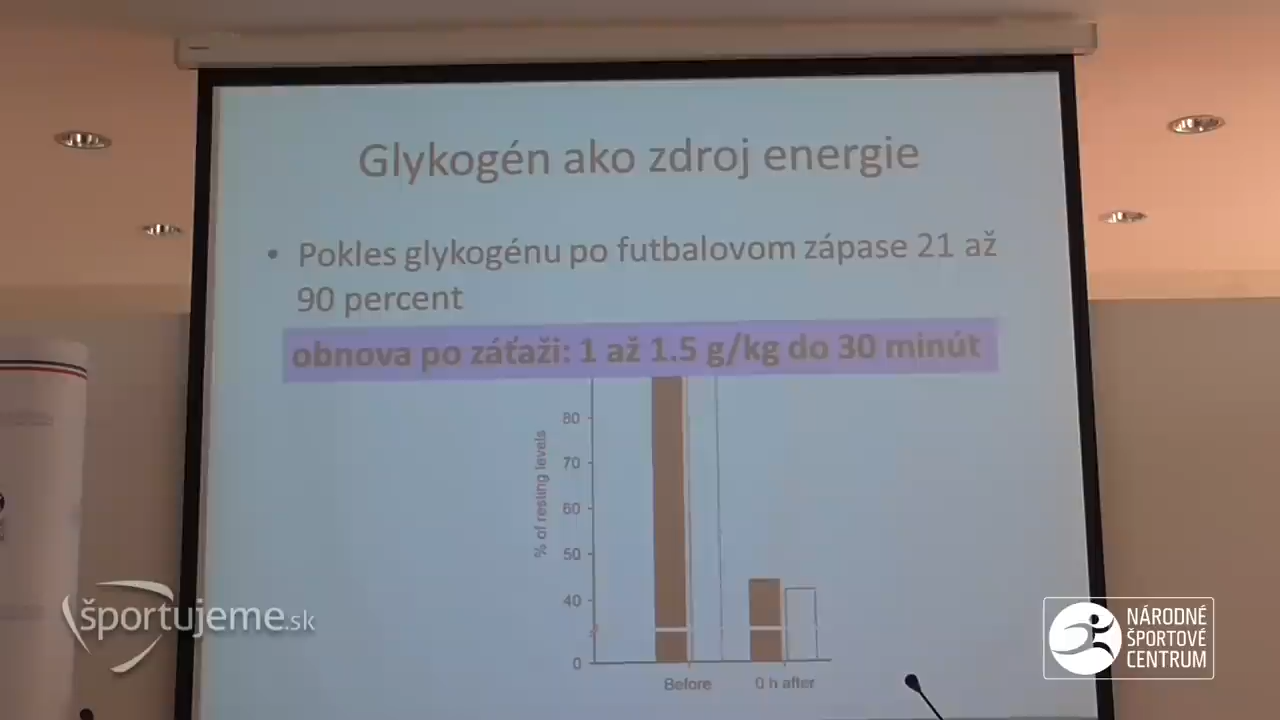 Glykogén ako zdroj energie
• Pokles glykogénu po futbalovom zápase 21 až
90 percent
obnova po záťaži: 1 až 1.5 g/kg do 30 minút
80
70
60
50
40
0
% of resting levels
Before
0 h after
športujeme.sk
NÁRODNÉ
ŠPORTOVÉ
CENTRUM